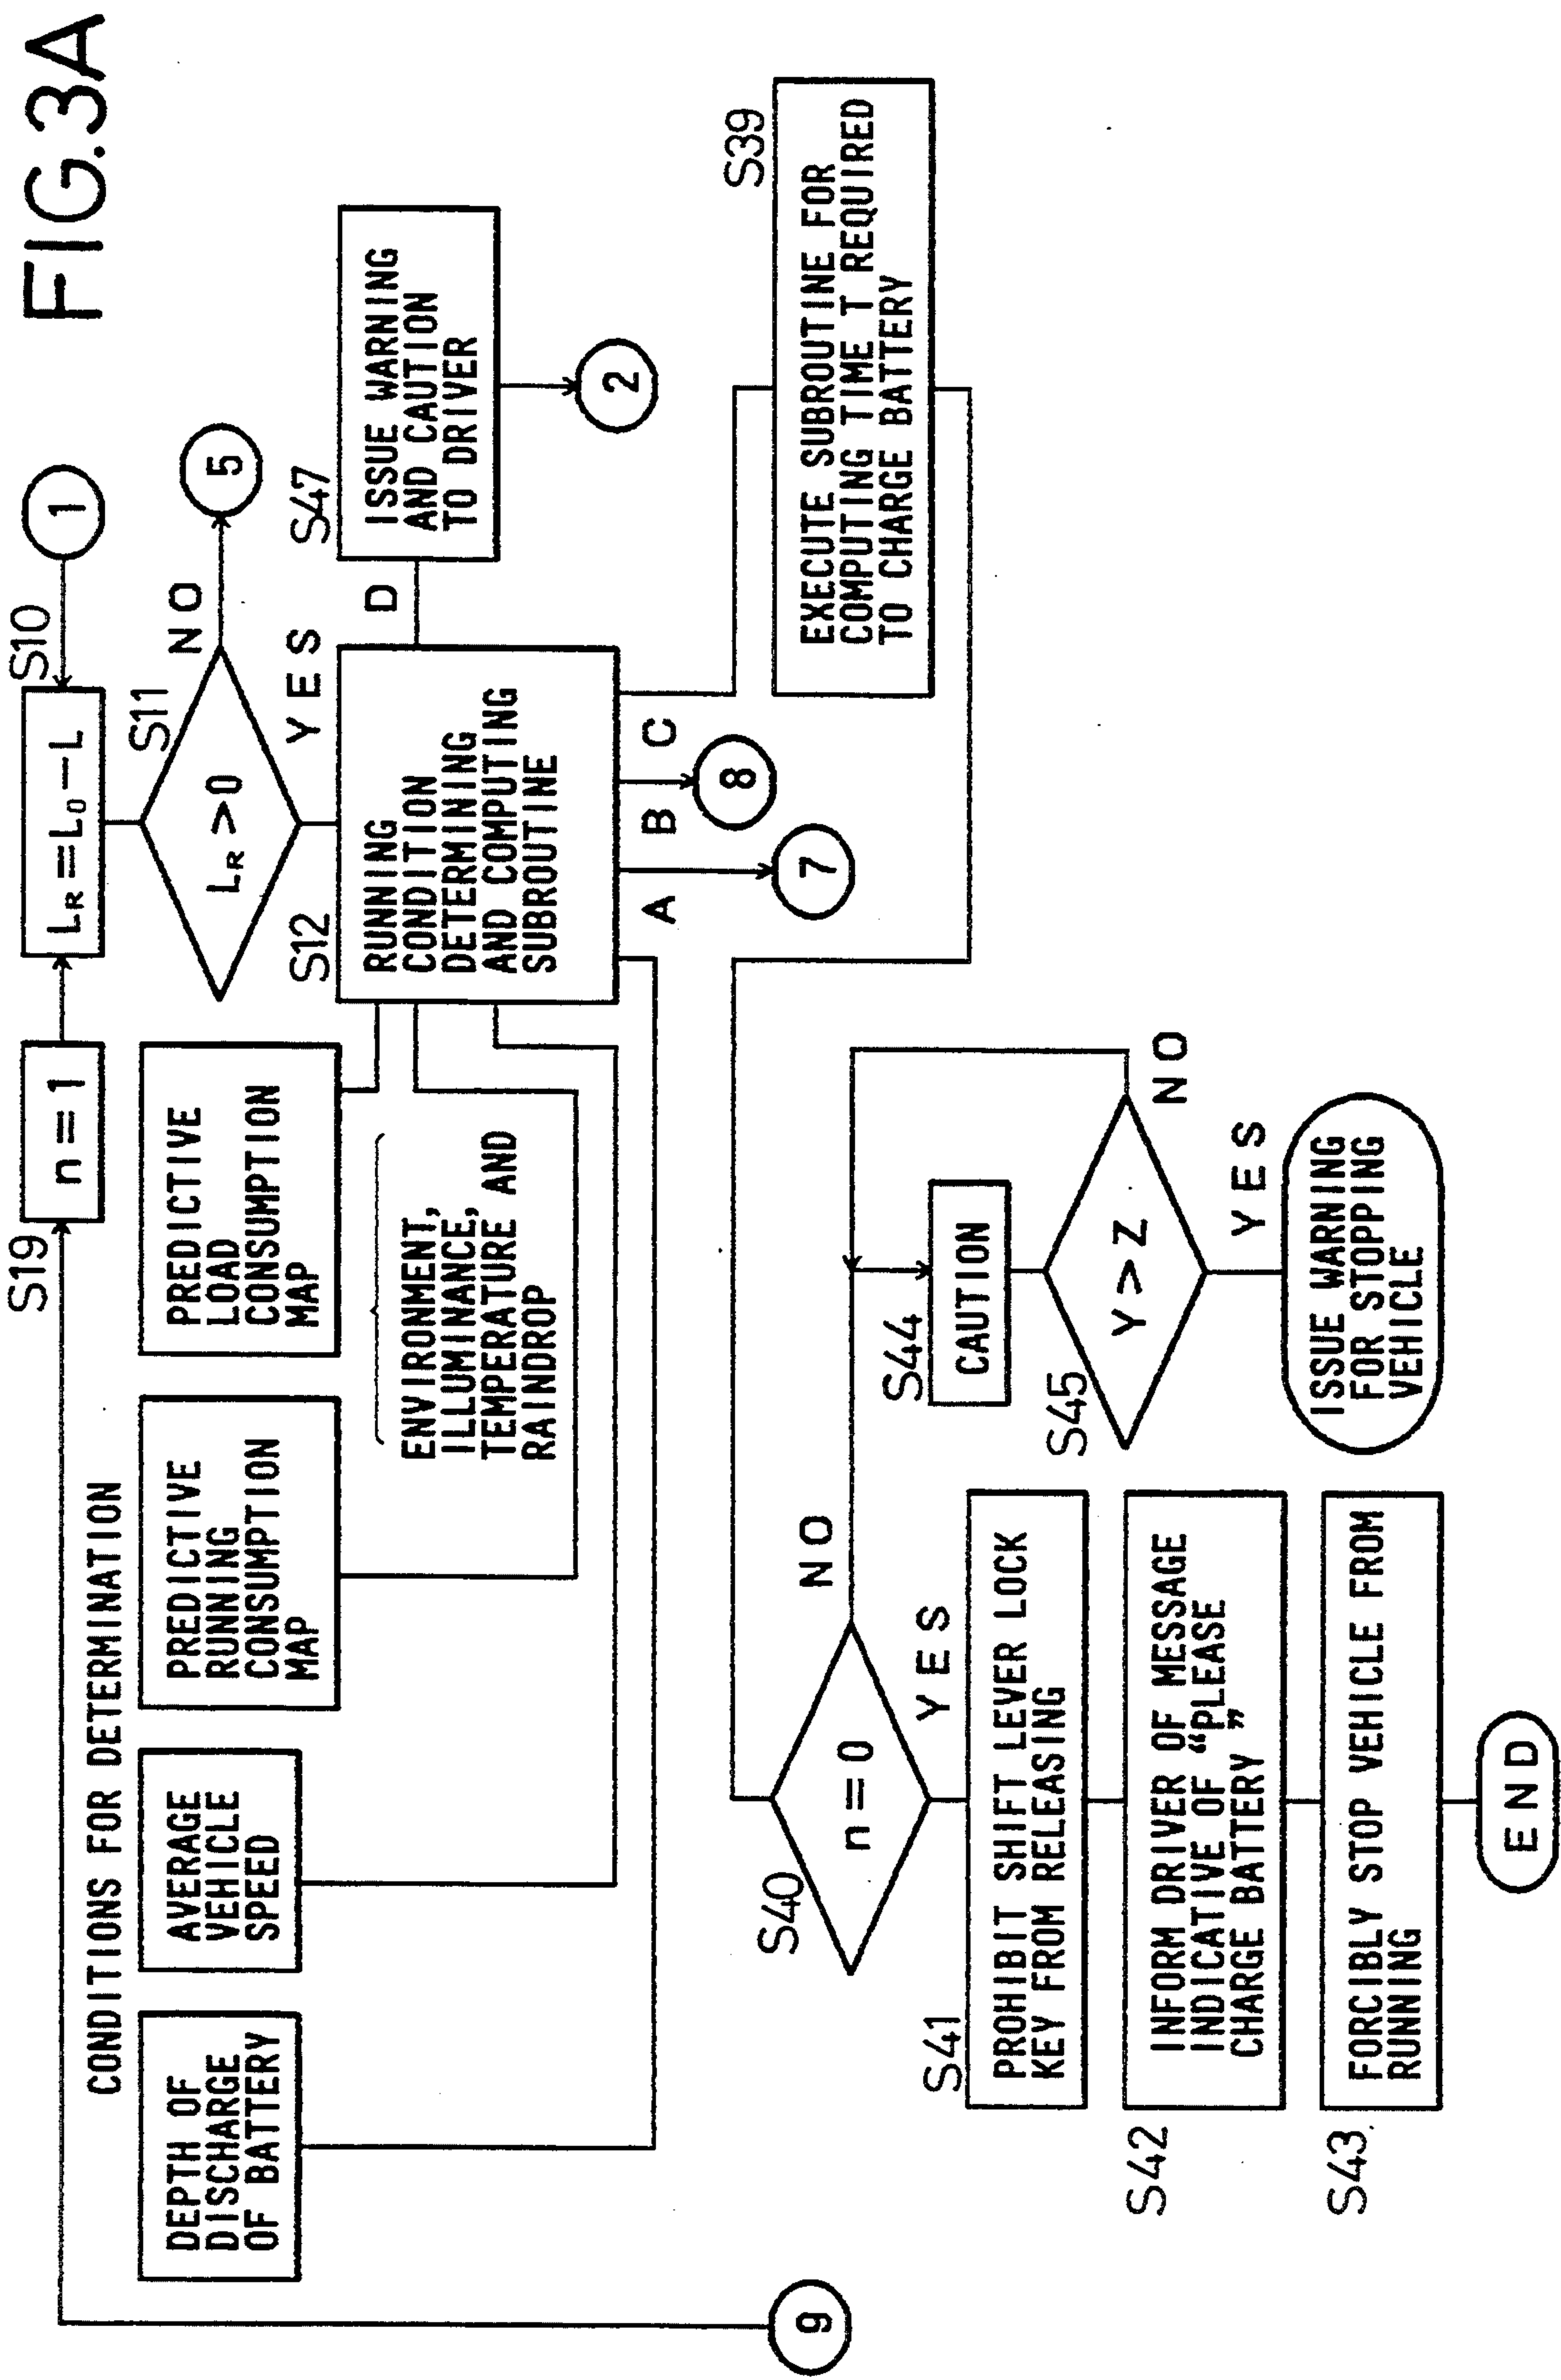 FIG.3A
1
S10
LR=L0-L
S19
n=1
S11
LR>0
NO
5
YES
CONDITIONS FOR DETERMINATION
DEPTH OF
DISCHARGE
OF BATTERY
AVERAGE
VEHICLE
SPEED
PREDICTIVE
RUNNING
CONSUMPTION
MAP
PREDICTIVE
LOAD
CONSUMPTION
MAP
ENVIRONMENT,
ILLUMINANCE,
TEMPERATURE AND
RAINDROP
S12
RUNNING
CONDITION
DETERMINING
AND COMPUTING
SUBROUTINE
D
S47
ISSUE WARNING
AND CAUTION
TO DRIVER
2
A
B
C
7
8
S39
EXECUTE SUBROUTINE FOR
COMPUTING TIME T REQUIRED
TO CHARGE BATTERY
9
S40
n=0
NO
YES
S41
PROHIBIT SHIFT LEVER LOCK
KEY FROM RELEASING
S42
INFORM DRIVER OF MESSAGE
INDICATIVE OF “PLEASE
CHARGE BATTERY ”
S43
FORCIBLY STOP VEHICLE FROM
RUNNING
END
S44
CAUTION
S45
Y>Z
NO
YES
ISSUE WARNING
FOR STOPPING
VEHICLE